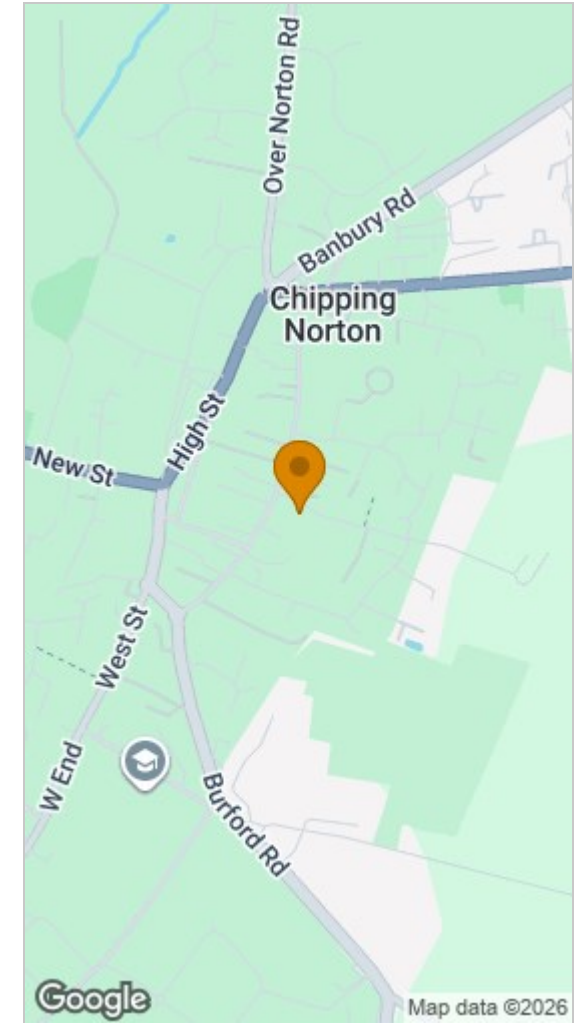 Over Norton Rd
Banbury Rd
Chipping
Norton
High St
New St
West St
W End
Burford Rd
Google
Map data ©2026